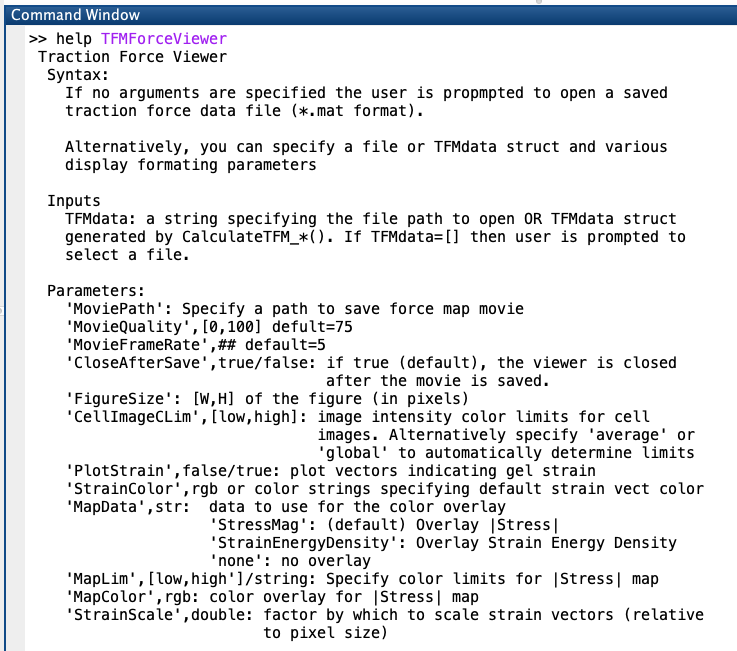 Command Window
>> help TFMForceViewer
Traction Force Viewer
Syntax:
If no arguments are specified the user is propmpted to open a saved
traction force data file (*.mat format).
Alternatively, you can specify a file or TFMdata struct and various
display formating parameters
Inputs
TFMdata: a string specifying the file path to open OR TFMdata struct
generated by CalculateTFM_*(). If TFMdata=[] then user is prompted to
select a file.
Parameters:
'MoviePath': Specify a path to save force map movie
'MovieQuality',[0,100] defult=75
'MovieFrameRate',## default=5
'CloseAfterSave',true/false: if true (default), the viewer is closed
after the movie is saved.
'FigureSize': [W,H] of the figure (in pixels)
'CellImageCLim',[low,high]: image intensity color limits for cell
images. Alternatively specify 'average' or
'global' to automatically determine limits
'PlotStrain',false/true: plot vectors indicating gel strain
'StrainColor',rgb or color strings specifying default strain vect color
'MapData',str:  data to use for the color overlay
'StressMag': (default) Overlay |Stress|
'StrainEnergyDensity': Overlay Strain Energy Density
'none': no overlay
'MapLim',[low,high']/string: Specify color limits for |Stress| map
'MapColor',rgb: color overlay for |Stress| map
'StrainScale',double: factor by which to scale strain vectors (relative
to pixel size)